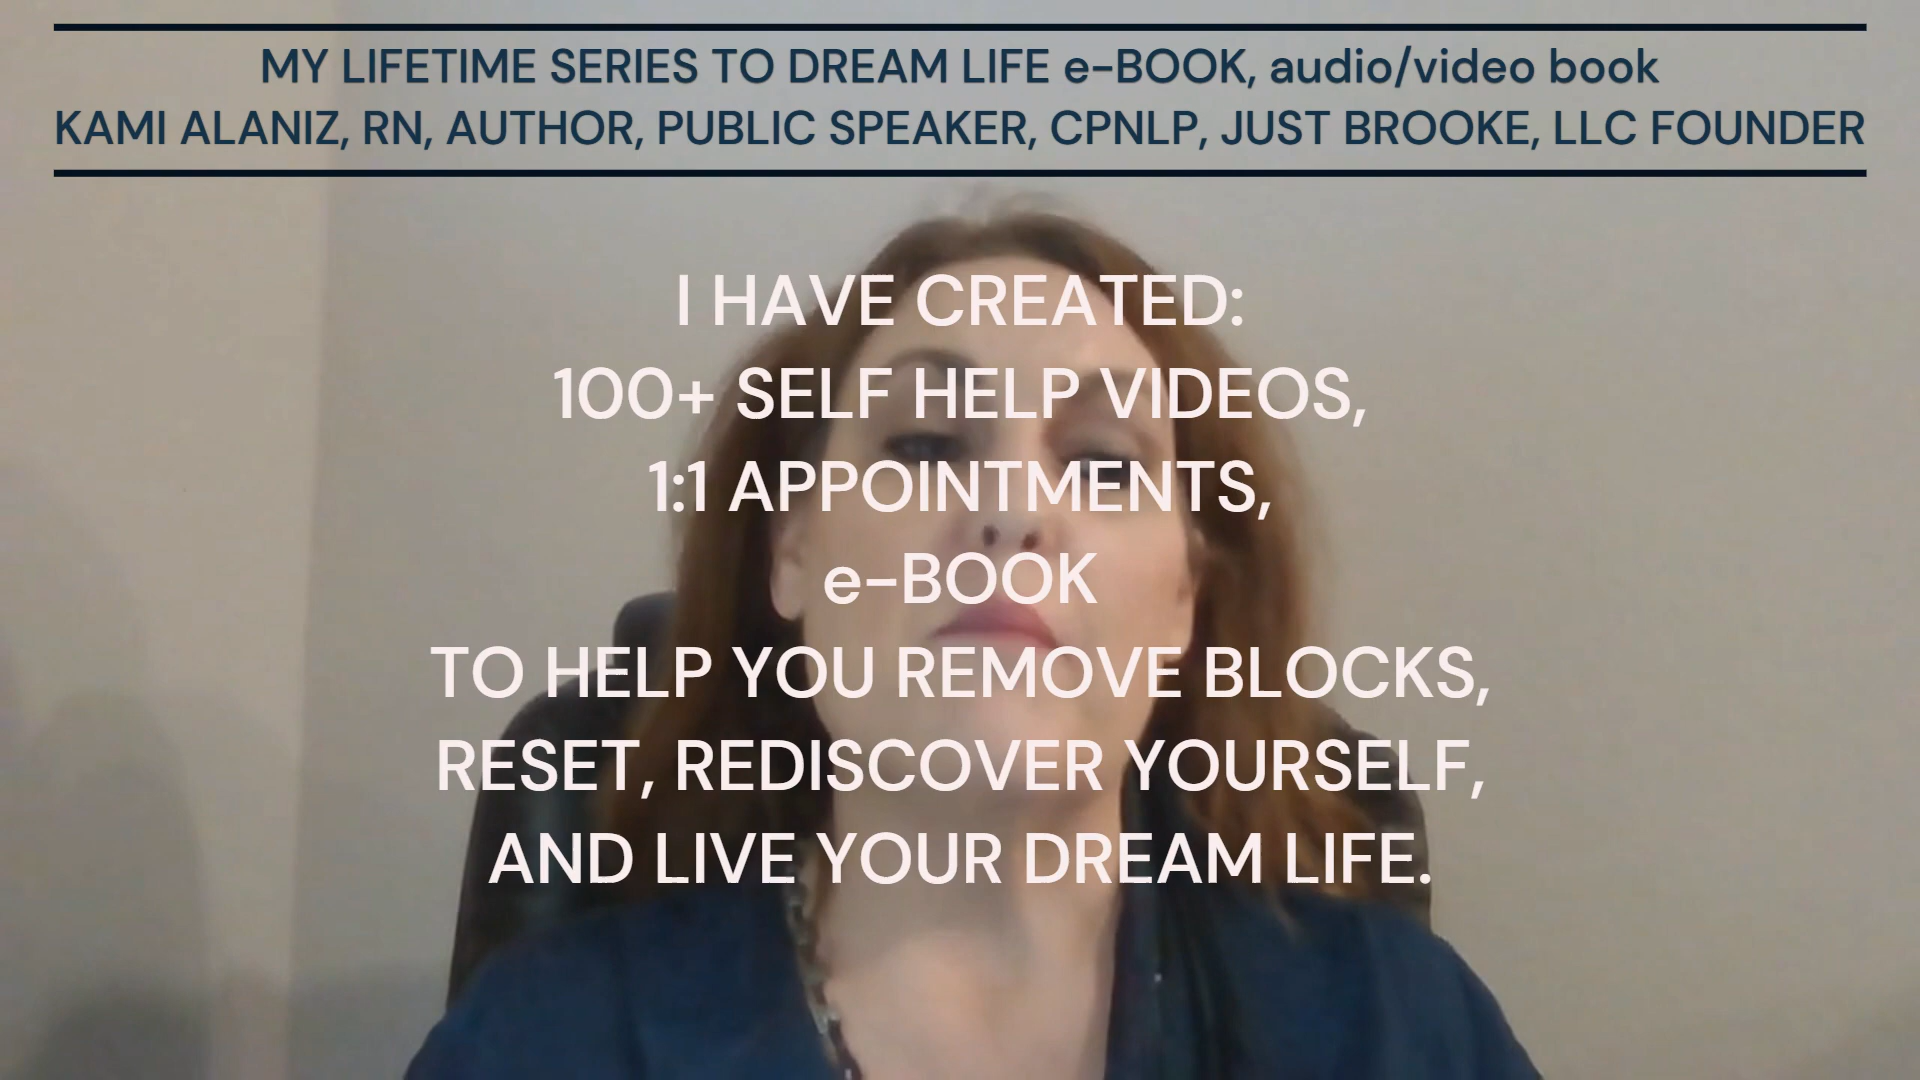 MY LIFETIME SERIES TO DREAM LIFE e-BOOK, audio/video book
KAMI ALANIZ, RN, AUTHOR, PUBLIC SPEAKER, CPNLP, JUST BROOKE, LLC FOUNDER
I HAVE CREATED:
100+ SELF HELP VIDEOS,
1:1 APPOINTMENTS,
e-BOOK
TO HELP YOU REMOVE BLOCKS,
RESET, REDISCOVER YOURSELF,
AND LIVE YOUR DREAM LIFE.